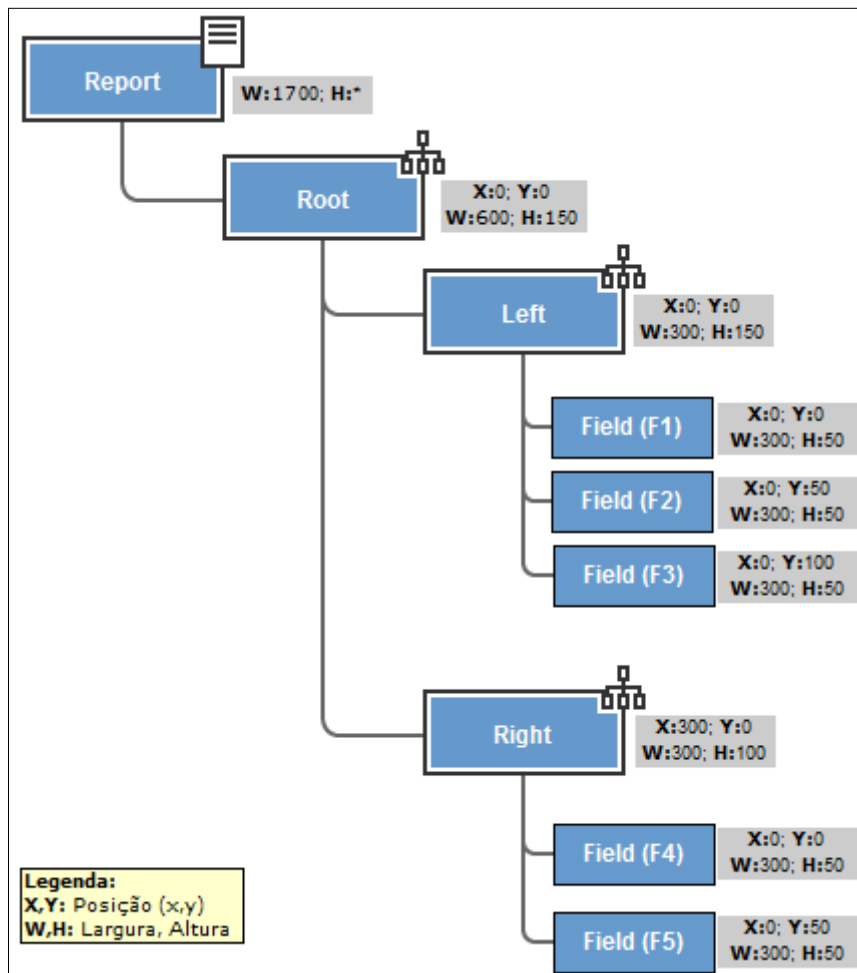 Report
W:1700; H:*
Root
X:0; Y:0
W:600; H:150
Left
X:0; Y:0
W:300; H:150
Field (F1)
X:0; Y:0
W:300; H:50
Field (F2)
X:0; Y:50
W:300; H:50
Field (F3)
X:0; Y:100
W:300; H:50
Right
X:300; Y:0
W:300; H:100
Field (F4)
X:0; Y:0
W:300; H:50
Field (F5)
X:0; Y:50
W:300; H:50
Legenda:
X,Y: Posição (x,y)
W,H: Largura, Altura